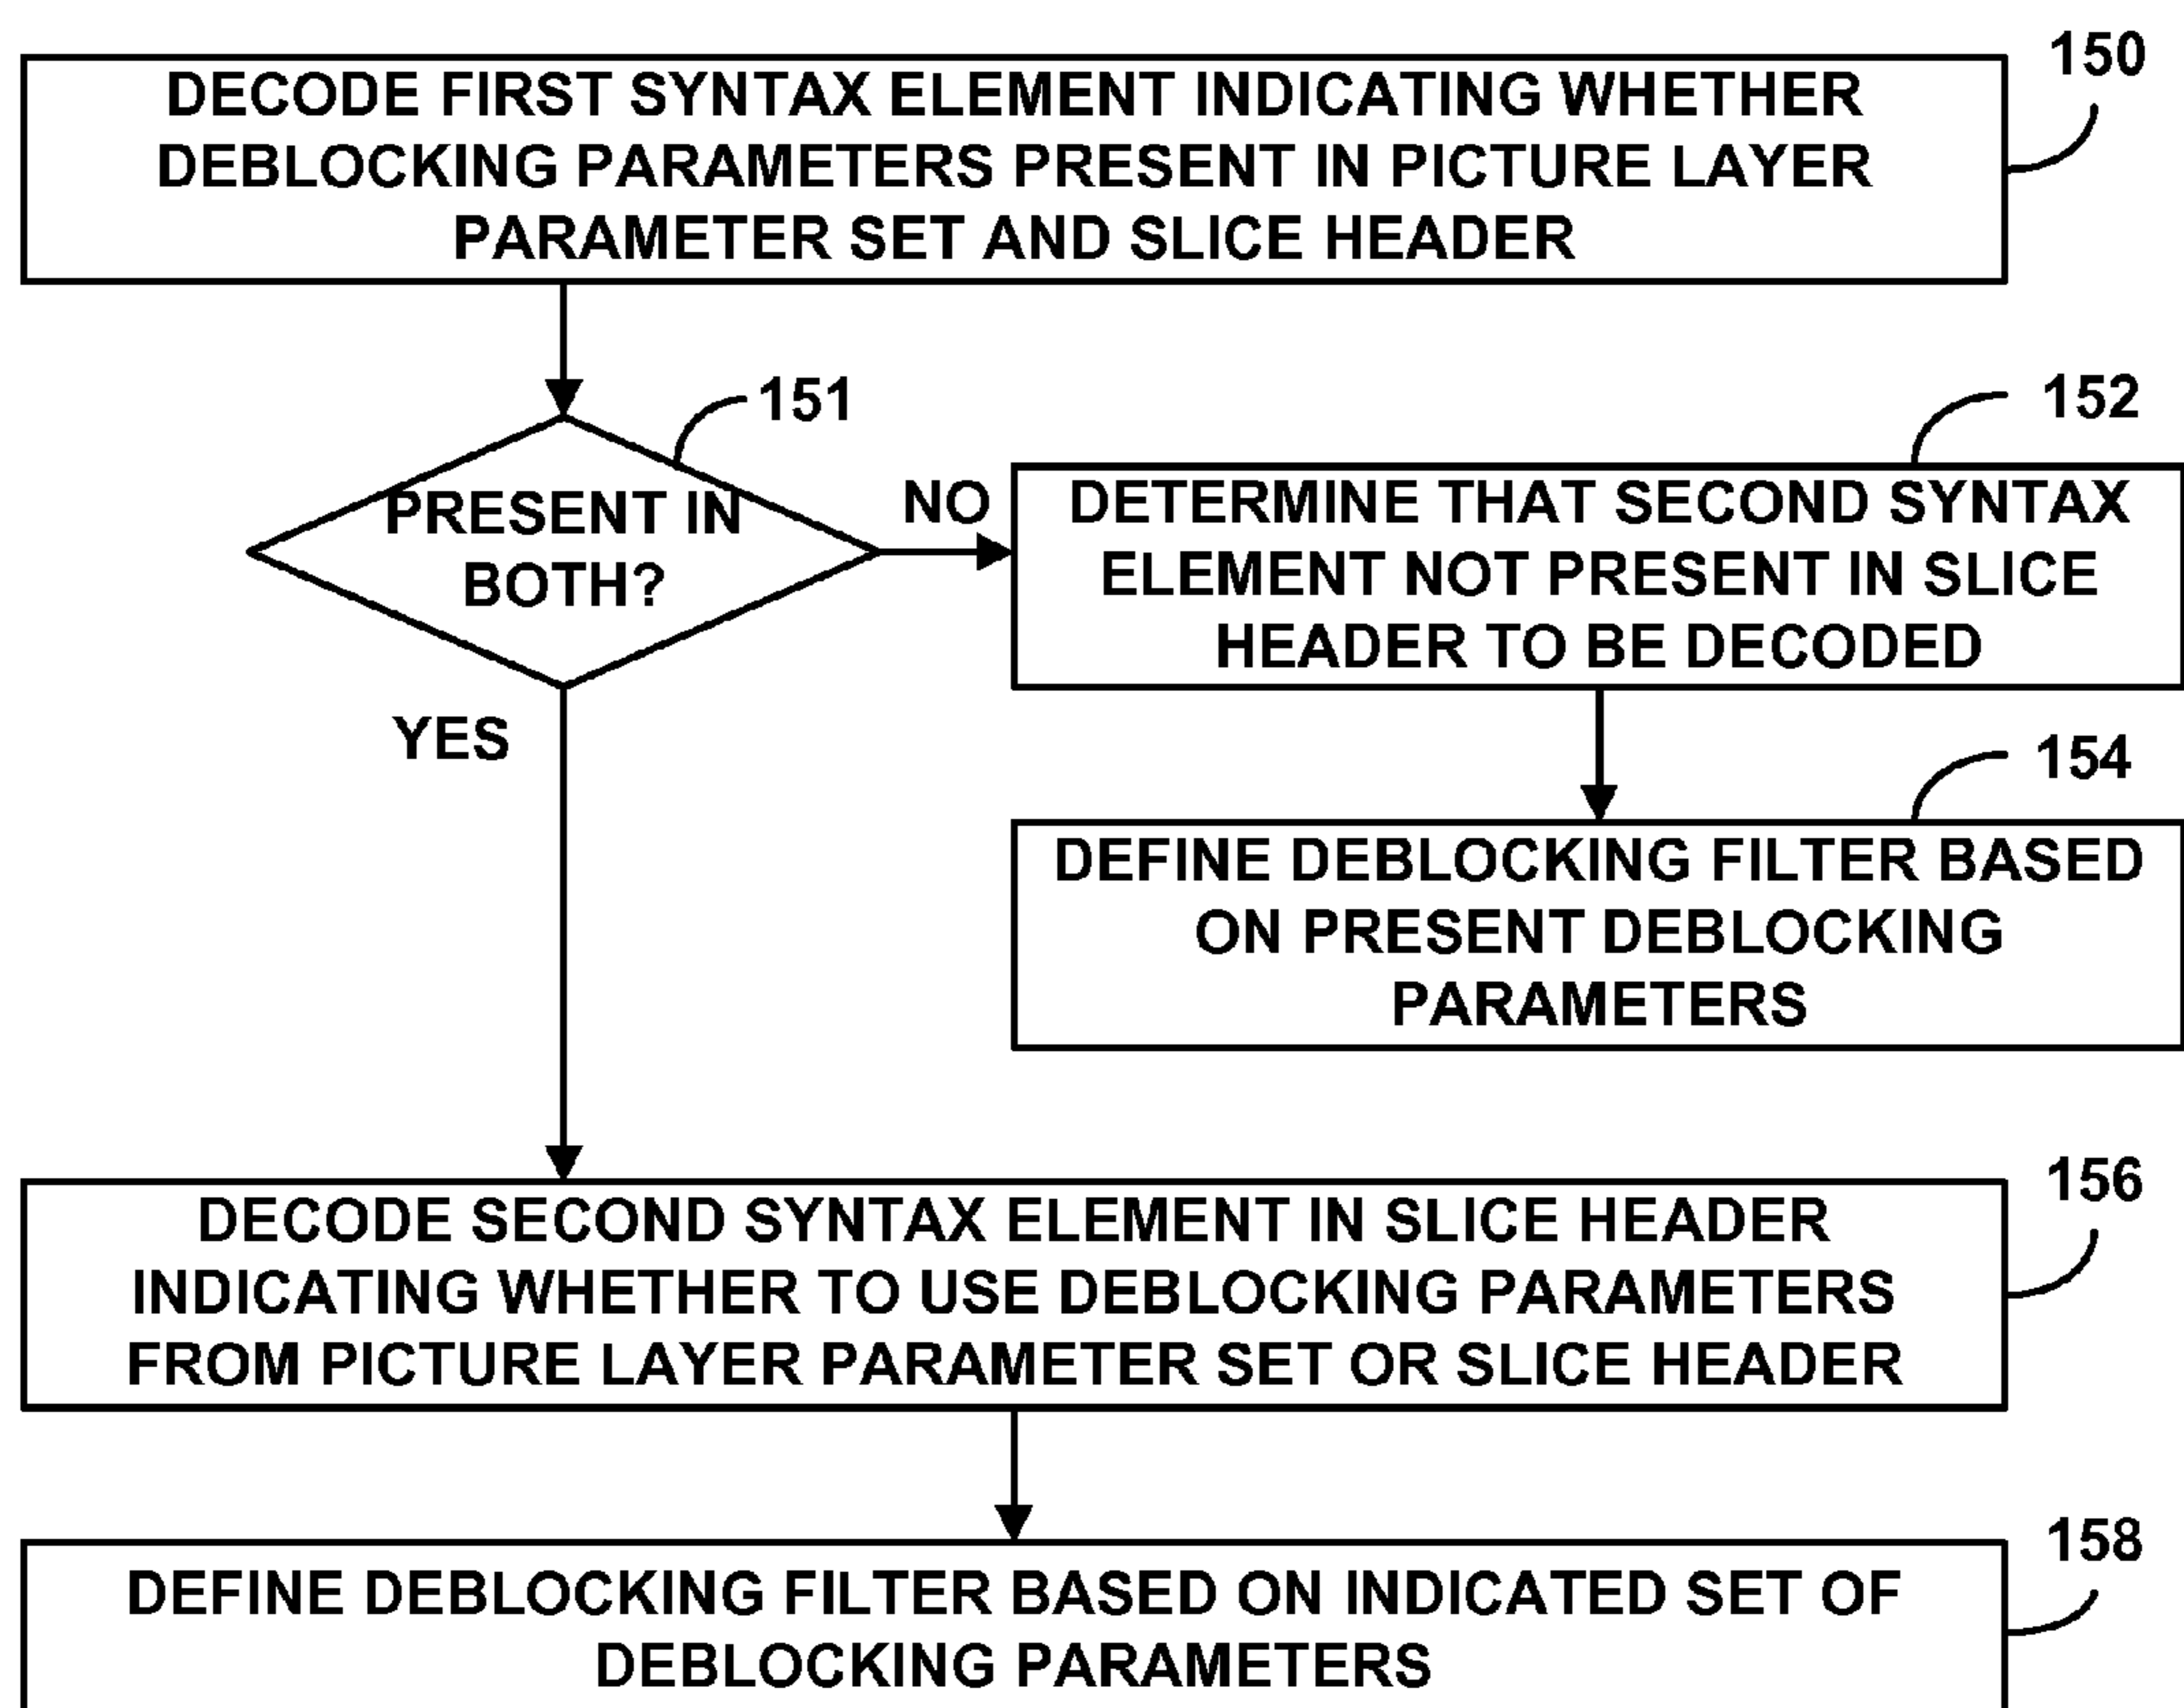 150
DECODE FIRST SYNTAX ELEMENT INDICATING WHETHER
DEBLOCKING PARAMETERS PRESENT IN PICTURE LAYER
PARAMETER SET AND SLICE HEADER
151
PRESENT IN
BOTH?
NO
YES
152
DETERMINE THAT SECOND SYNTAX
ELEMENT NOT PRESENT IN SLICE
HEADER TO BE DECODED
154
DEFINE DEBLOCKING FILTER BASED
ON PRESENT DEBLOCKING
PARAMETERS
156
DECODE SECOND SYNTAX ELEMENT IN SLICE HEADER
INDICATING WHETHER TO USE DEBLOCKING PARAMETERS
FROM PICTURE LAYER PARAMETER SET OR SLICE HEADER
158
DEFINE DEBLOCKING FILTER BASED ON INDICATED SET OF
DEBLOCKING PARAMETERS